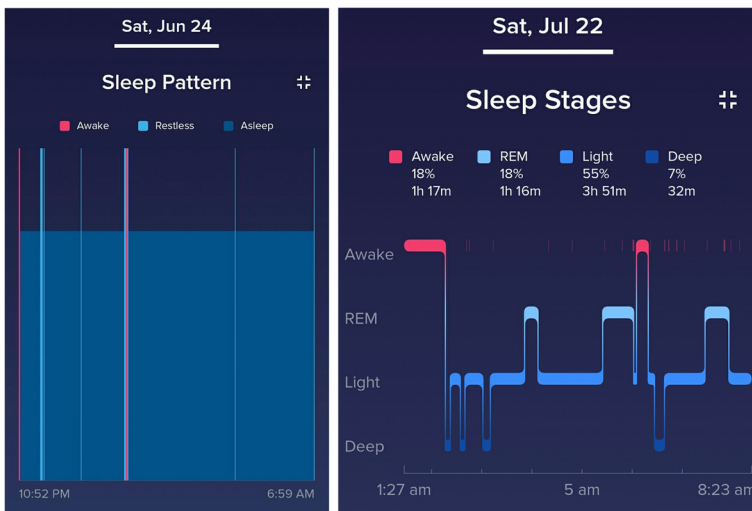 Sat, Jun 24
Sleep Pattern
Awake Restless Asleep
10:52 PM 6:59 AM
Sat, Jul 22
Sleep Stages
Awake REM Light Deep
18% 18% 55% 7%
1h 17m 1h 16m 3h 51m 32m
Awake
REM
Light
Deep
1:27 am 5 am 8:23 am